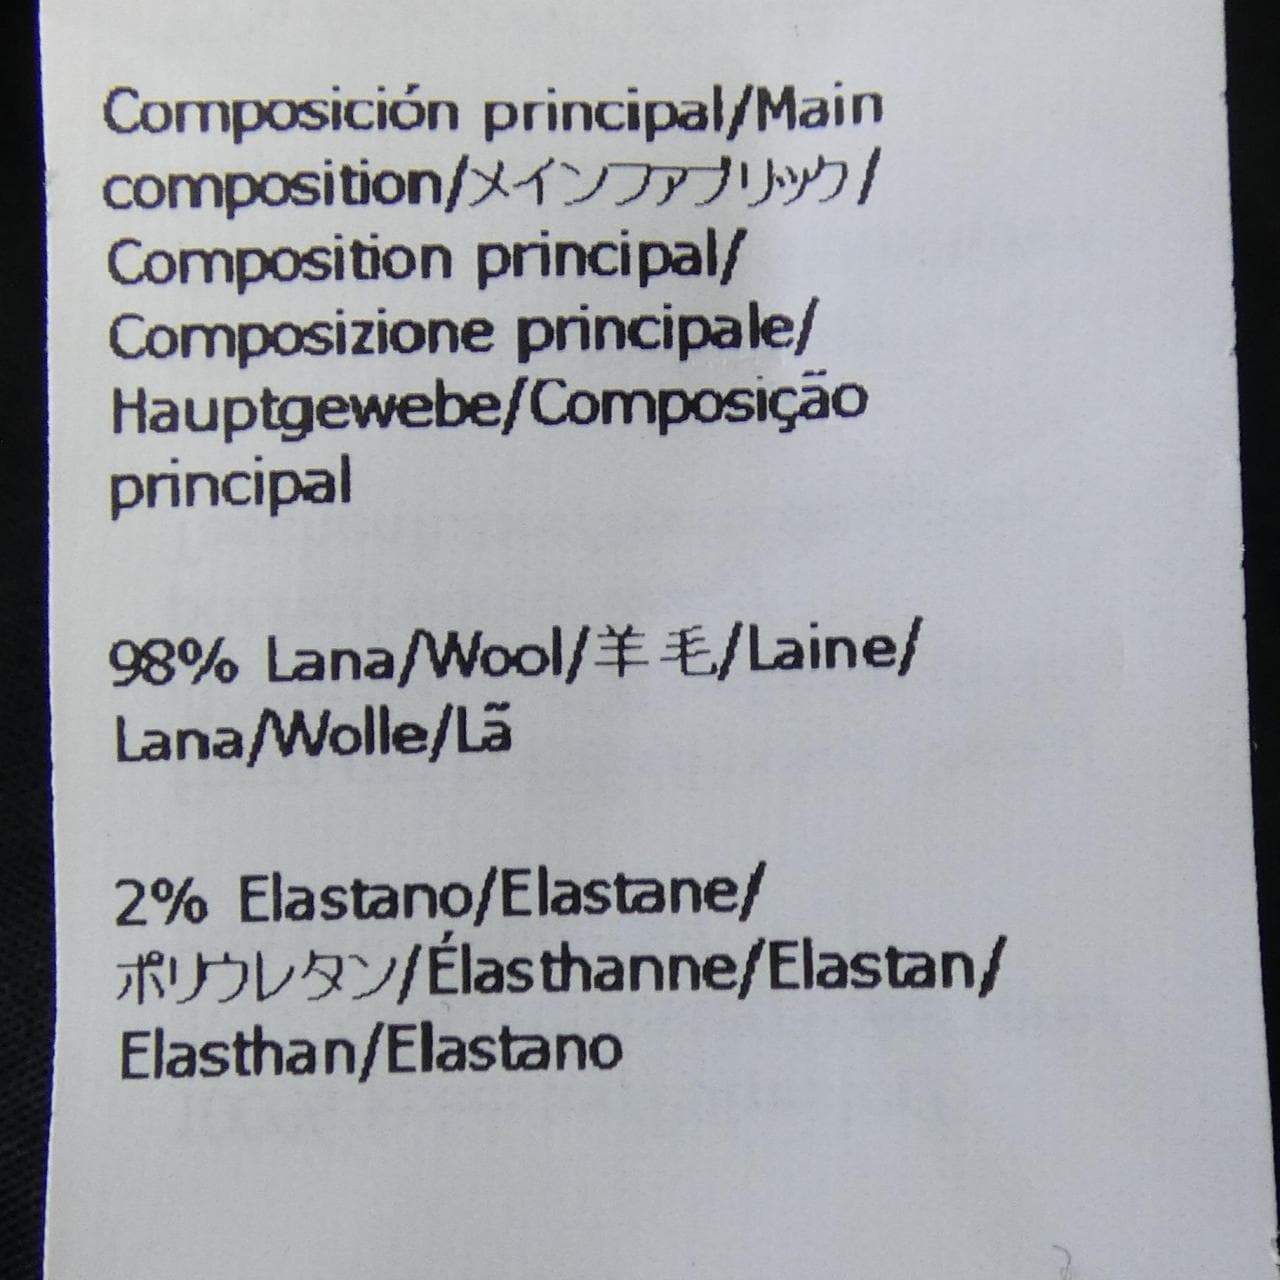 Composición principal/Main
composition/メインファブリック/
Composition principal/
Composizione principale/
Hauptgewebe/Composição
principal
98% Lana/Wool/羊毛/Laine/
Lana/Wolle/Lã
2% Elastano/Elastane/
ポリウレタン/Élasthanne/Elastan/
Elasthan/Elastano